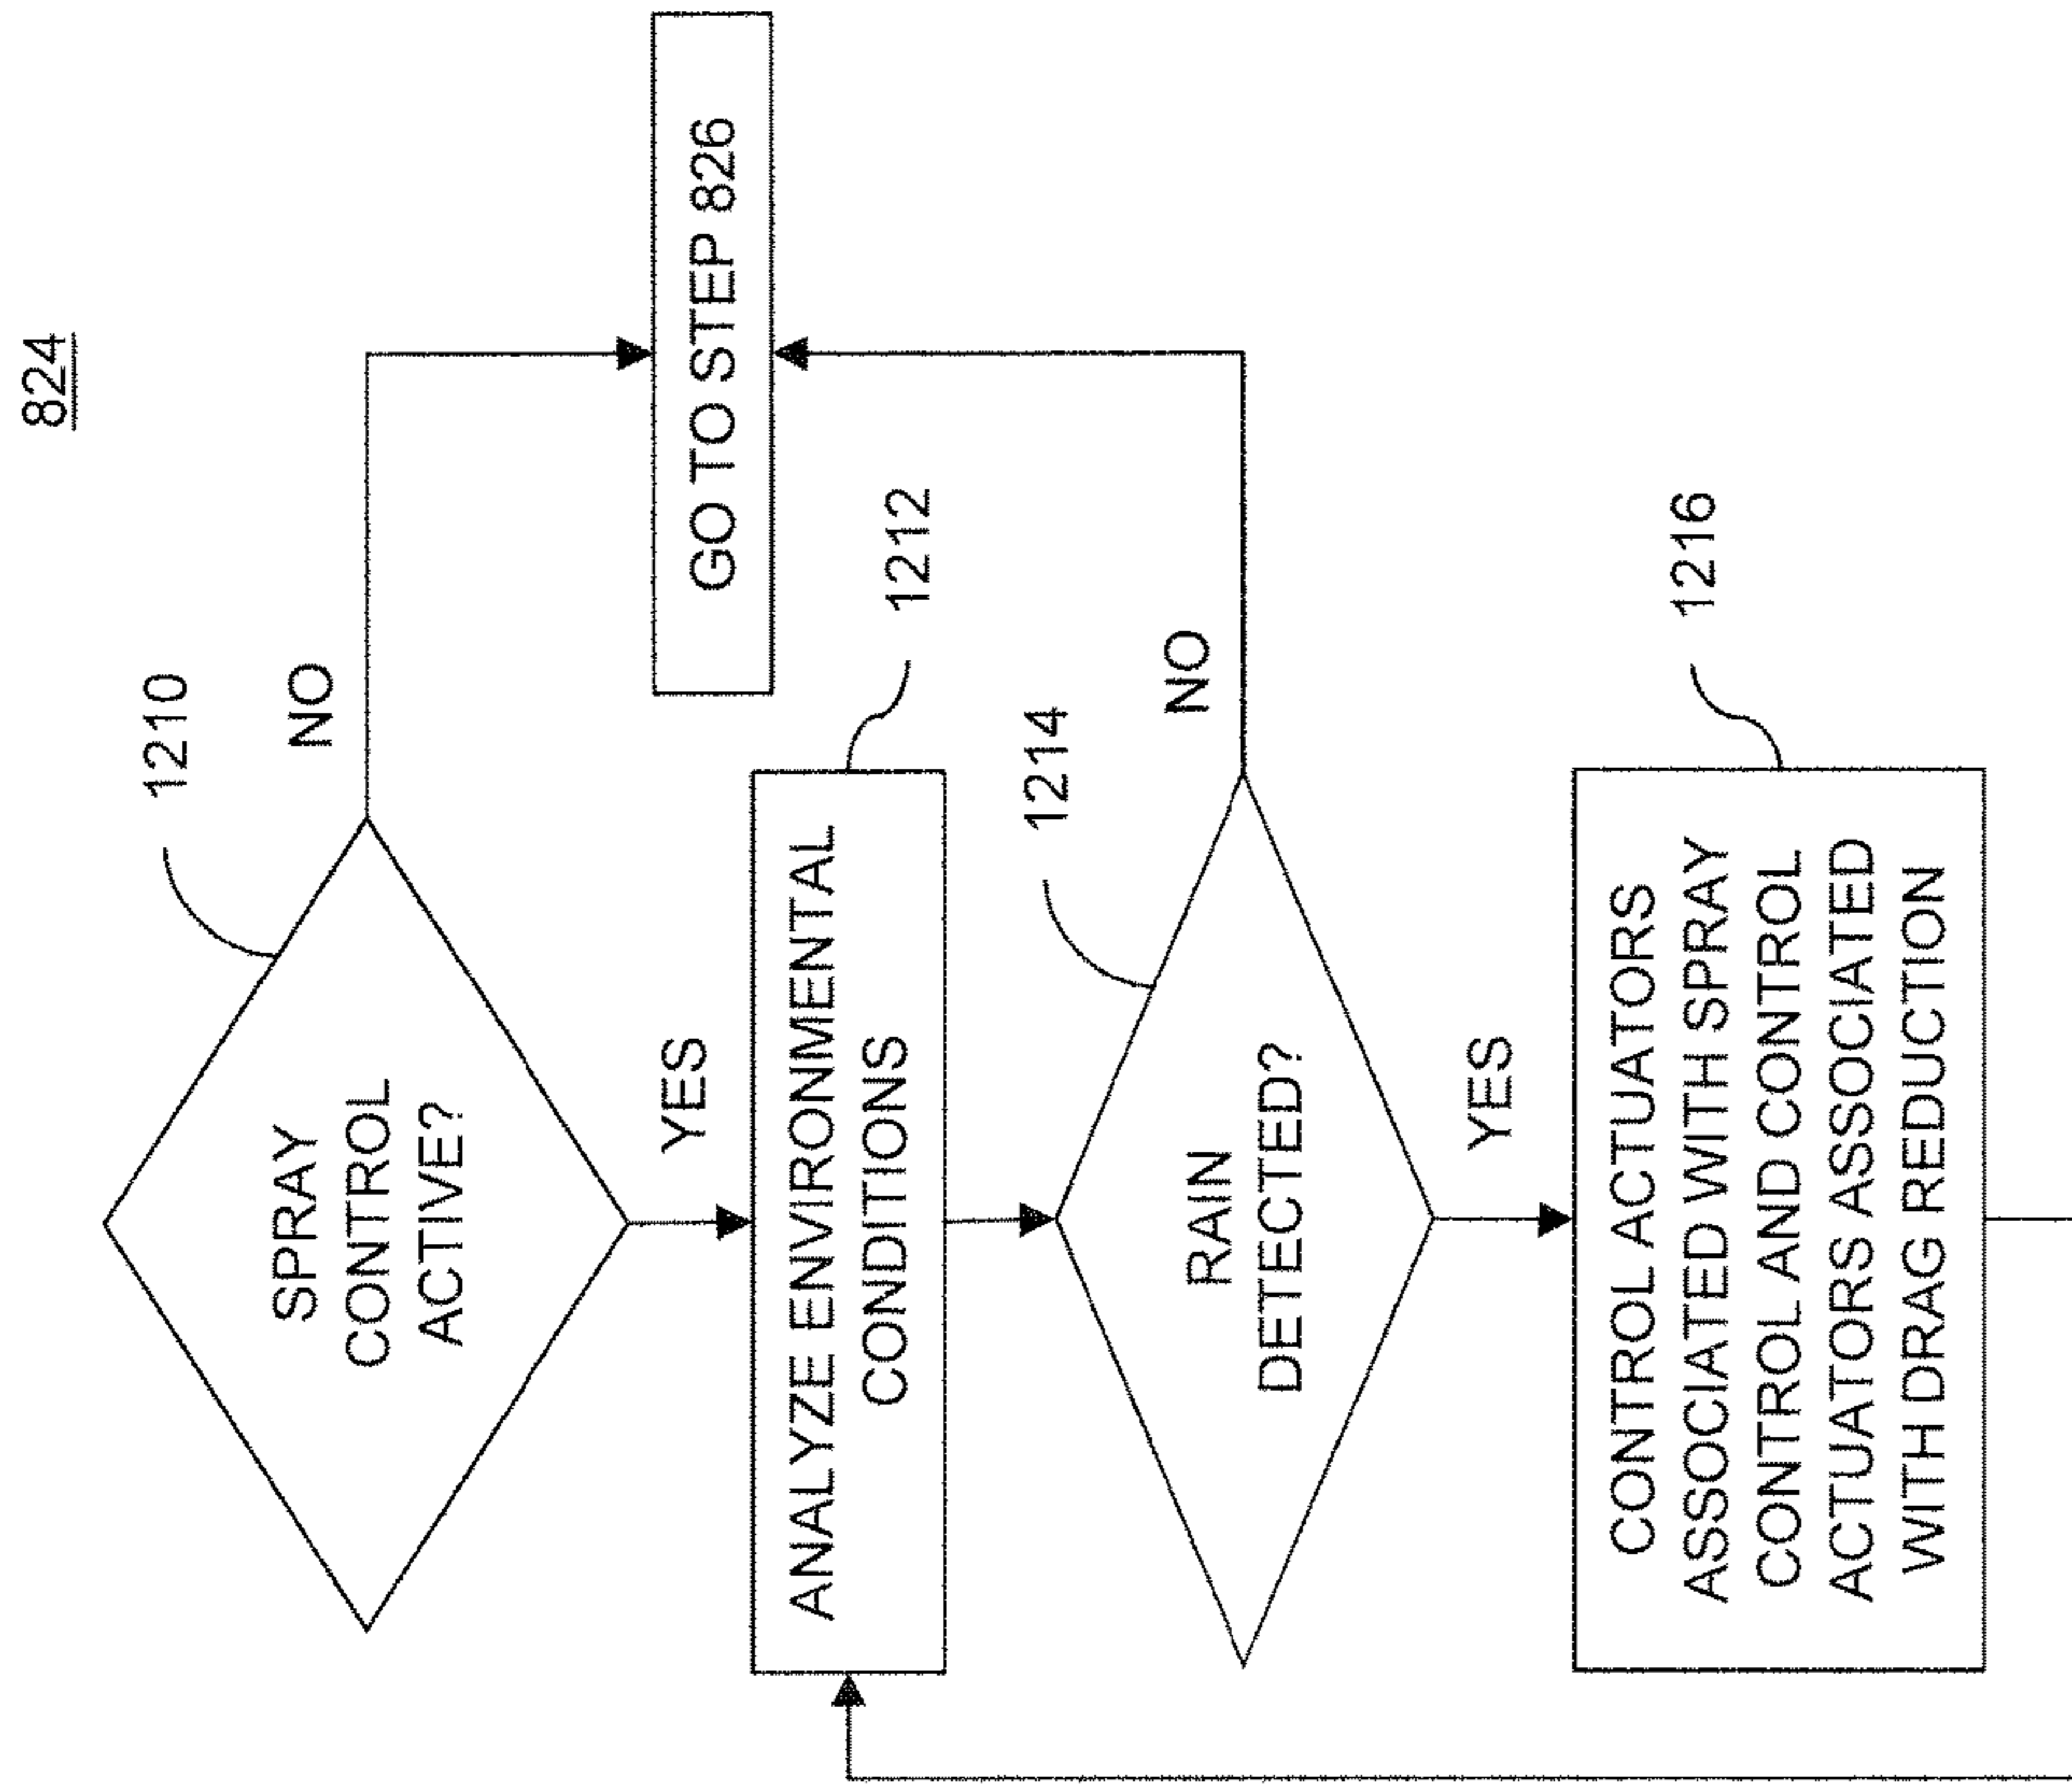 824
1210
SPRAY
CONTROL
ACTIVE?
NO
YES
GO TO STEP 826
1212
ANALYZE ENVIRONMENTAL
CONDITIONS
1214
RAIN
DETECTED?
NO
YES
1216
CONTROL ACTUATORS
ASSOCIATED WITH SPRAY
CONTROL AND CONTROL
ACTUATORS ASSOCIATED
WITH DRAG REDUCTION